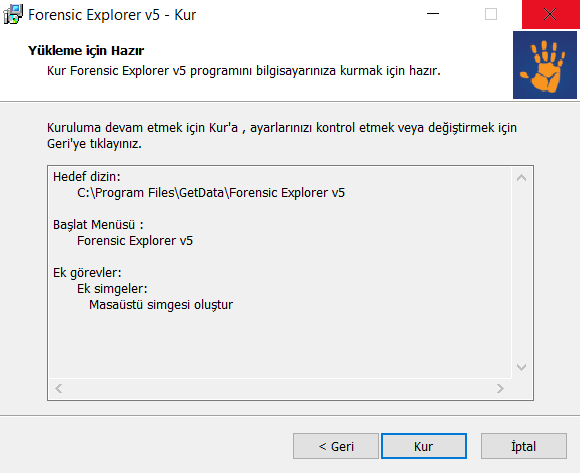 Forensic Explorer v5 - Kur
Yükleme için Hazır
Kur Forensic Explorer v5 programını bilgisayarınıza kurmak için hazır.
Kuruluma devam etmek için Kur'a , ayarlarınızı kontrol etmek veya değiştirmek için
Geri'ye tıklayınız.
Hedef dizin:
C:\Program Files\GetData\Forensic Explorer v5
Başlat Menüsü :
Forensic Explorer v5
Ek görevler:
Ek simgeler:
Masaüstü simgesi oluştur
< Geri
Kur
İptal